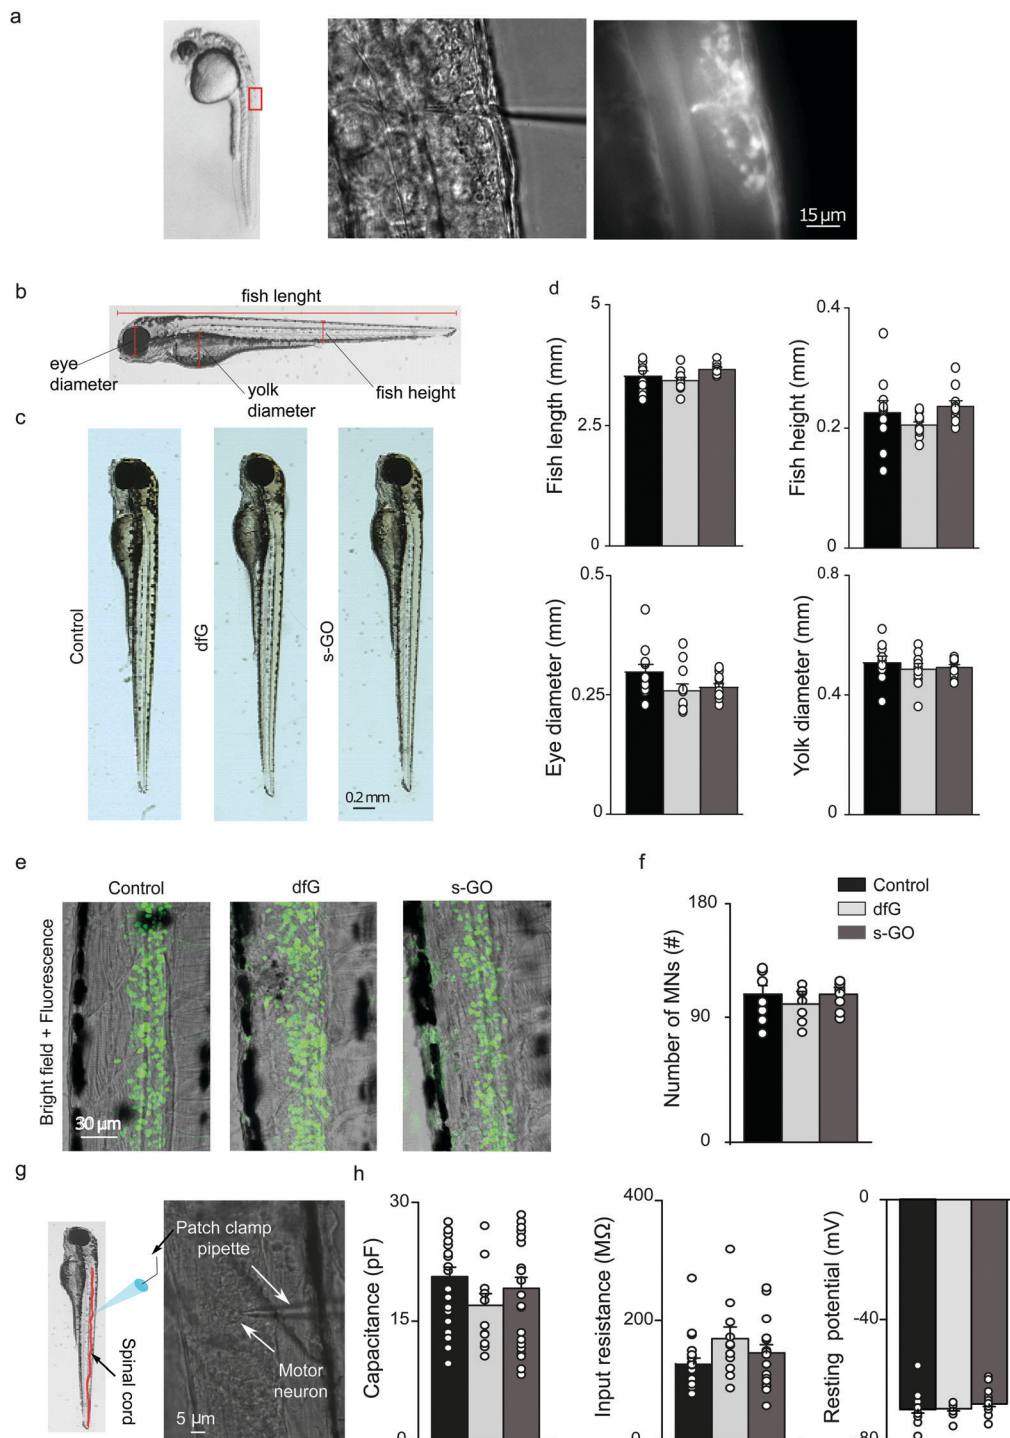 a
15 µm
b
fish lenght
eye
diameter
yolk
diameter
fish height
c
Control
dfG
s-GO
0.2 mm
d
Fish length (mm)
5
2.5
0
Fish height (mm)
0.4
0.2
0
Eye diameter (mm)
0.5
0.25
0
Yolk diameter (mm)
0.8
0.4
0
e
Control
dfG
s-GO
Bright field + Fluorescence
30 µm
f
Control
dfG
s-GO
Number of MNs (#)
180
90
0
g
Patch clamp
pipette
Spinal cord
Motor
neuron
5 µm
h
Capacitance (pF)
30
15
0
Input resistance (MΩ)
400
200
0
Resting potential (mV)
0
-40
-80